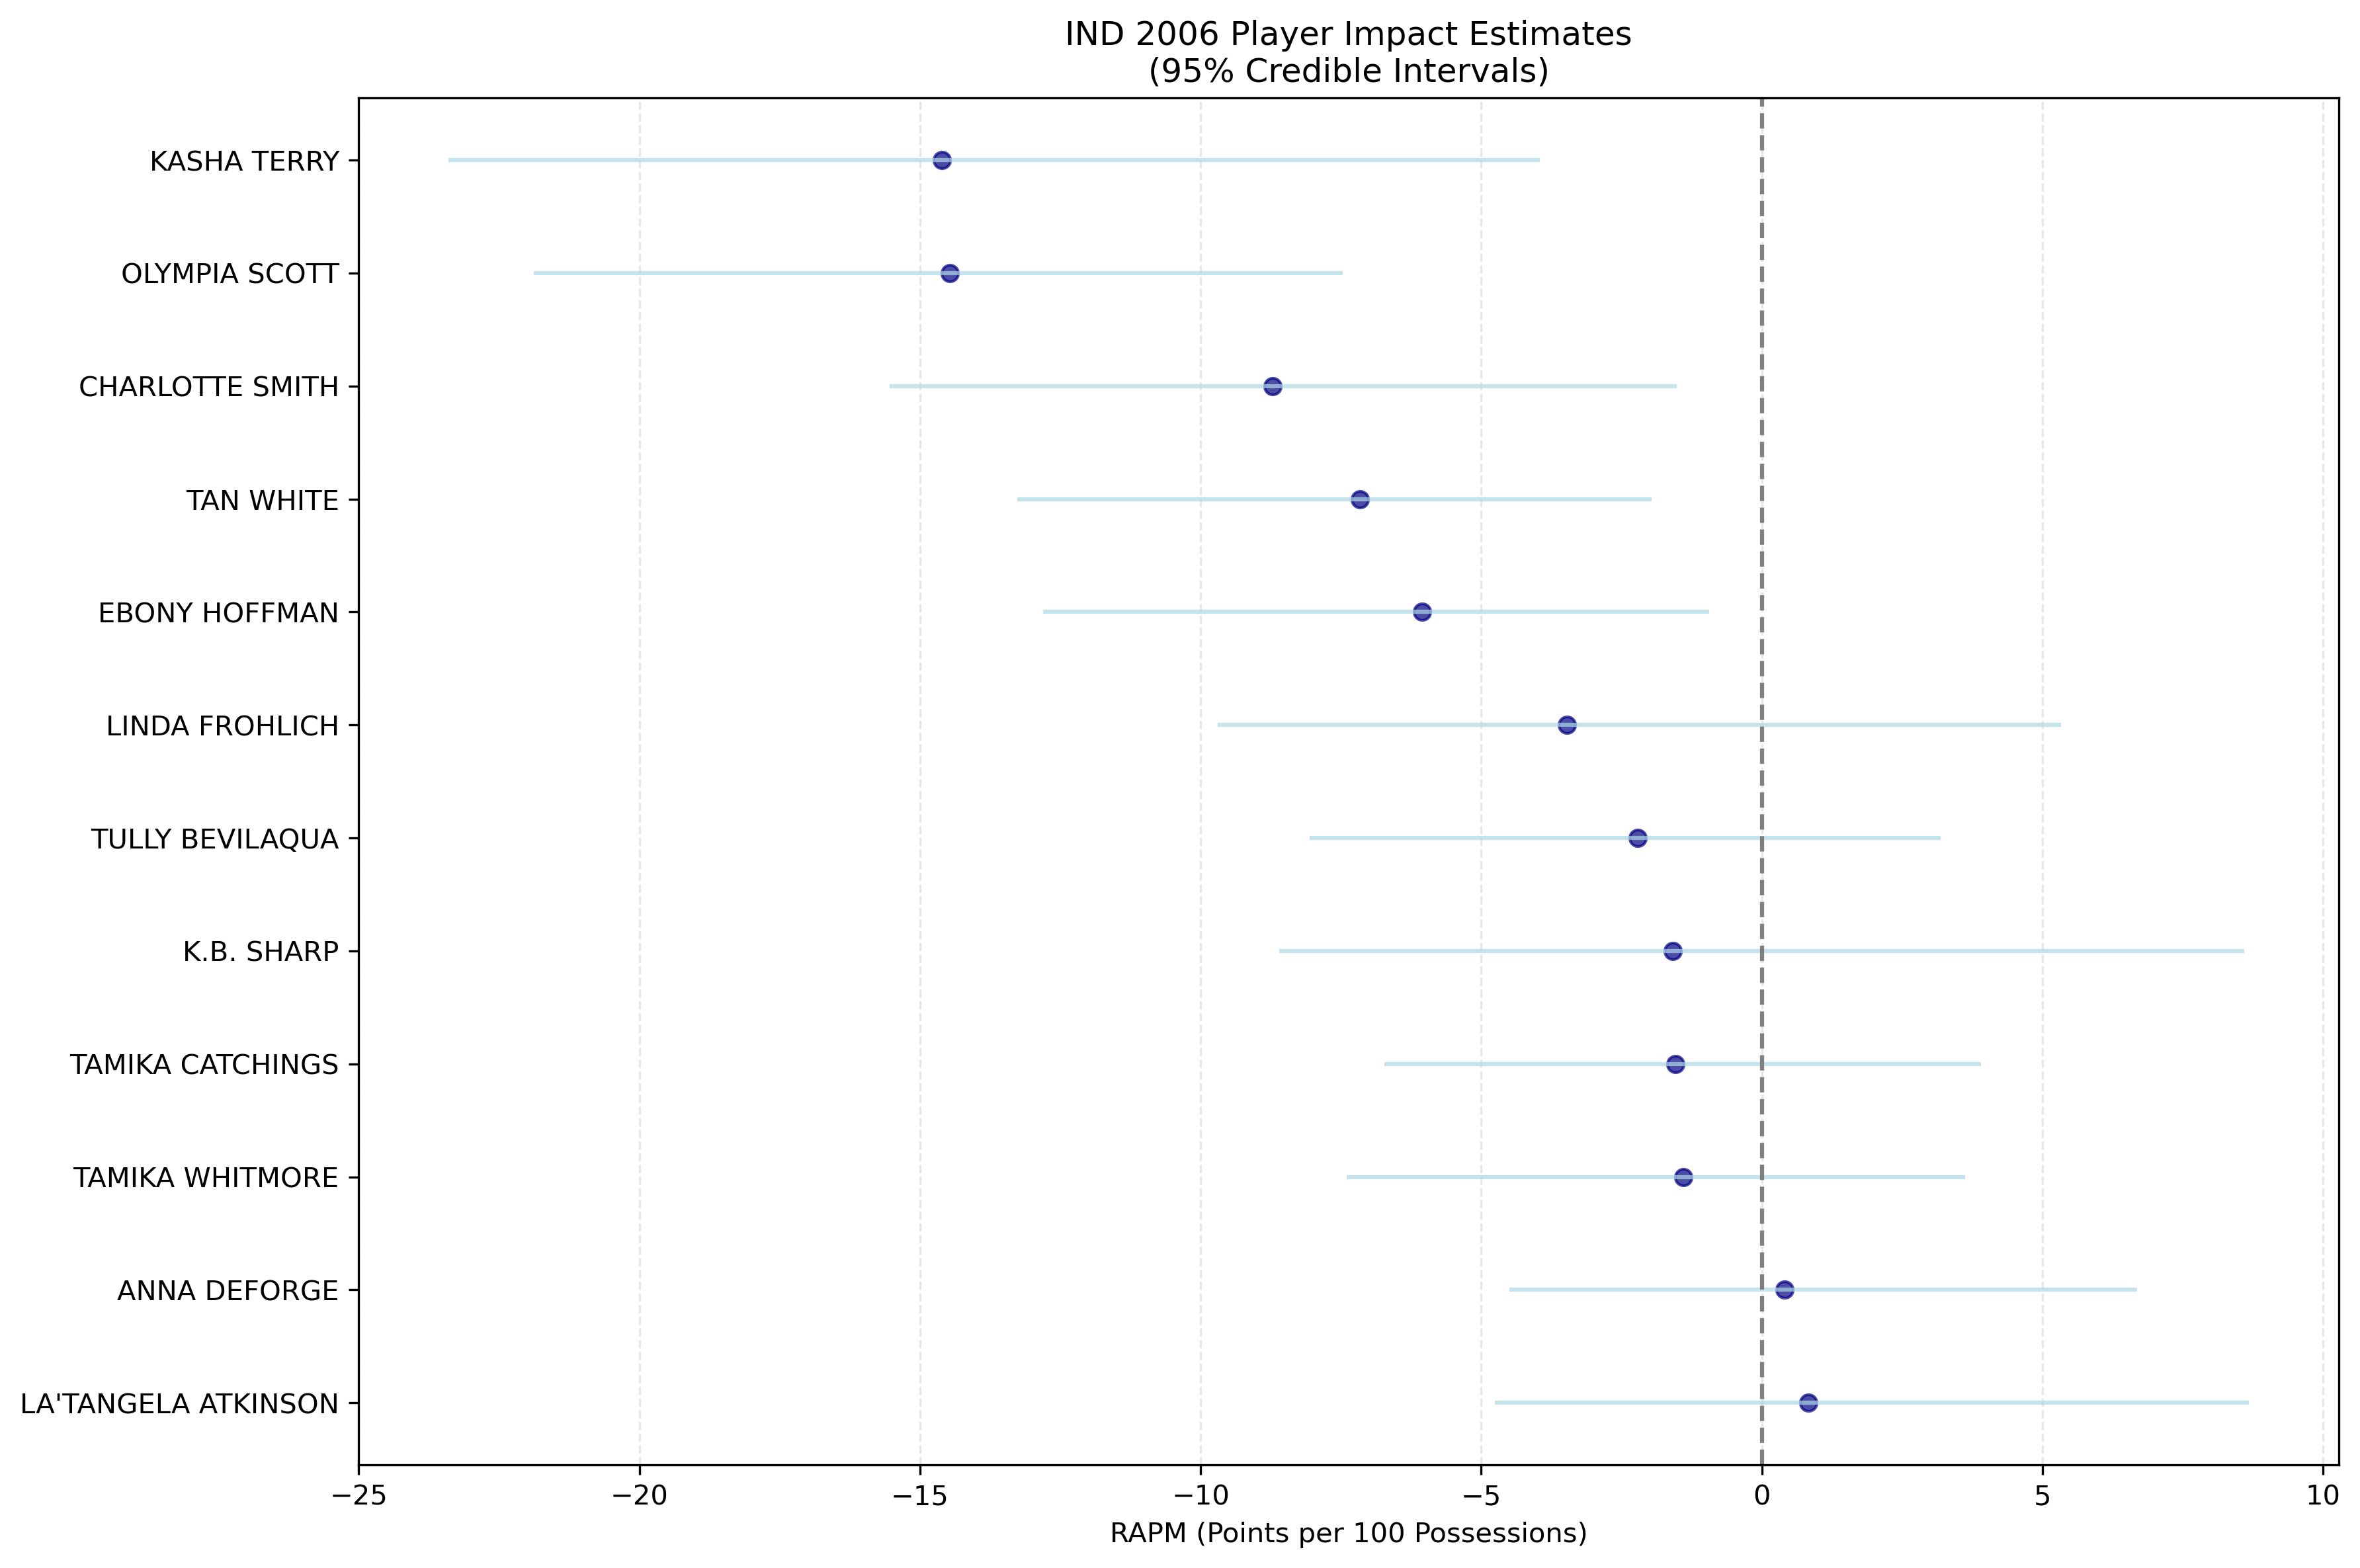 IND 2006 Player Impact Estimates
(95% Credible Intervals)
KASHA TERRY
OLYMPIA SCOTT
CHARLOTTE SMITH
TAN WHITE
EBONY HOFFMAN
LINDA FROHLICH
TULLY BEVILAQUA
K.B. SHARP
TAMIKA CATCHINGS
TAMIKA WHITMORE
ANNA DEFORGE
LA'TANGELA ATKINSON
−25 −20 −15 −10 −5 0 5 10
RAPM (Points per 100 Possessions)